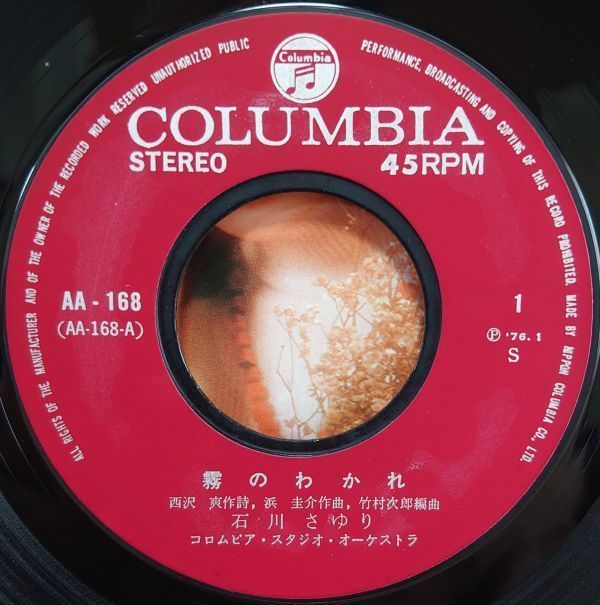 ALL RIGHTS OF THE MANUFACTURER AND OF THE OWNER OF THE RECORDED WORK RESERVED UNAUTHORIZED PUBLIC PERFORMANCE, BROADCASTING AND COPYING OF THIS RECORD PROHIBITED. MADE BY NIPPON COLUMBIA CO., LTD.
Columbia
COLUMBIA
STEREO 45RPM
AA-168 1
(AA-168-A) Ⓟ '76.1
S
霧のわかれ
西沢 爽作詩, 浜 圭介作曲, 竹村次郎編曲
石川さゆり
コロムビア・スタジオ・オーケストラ